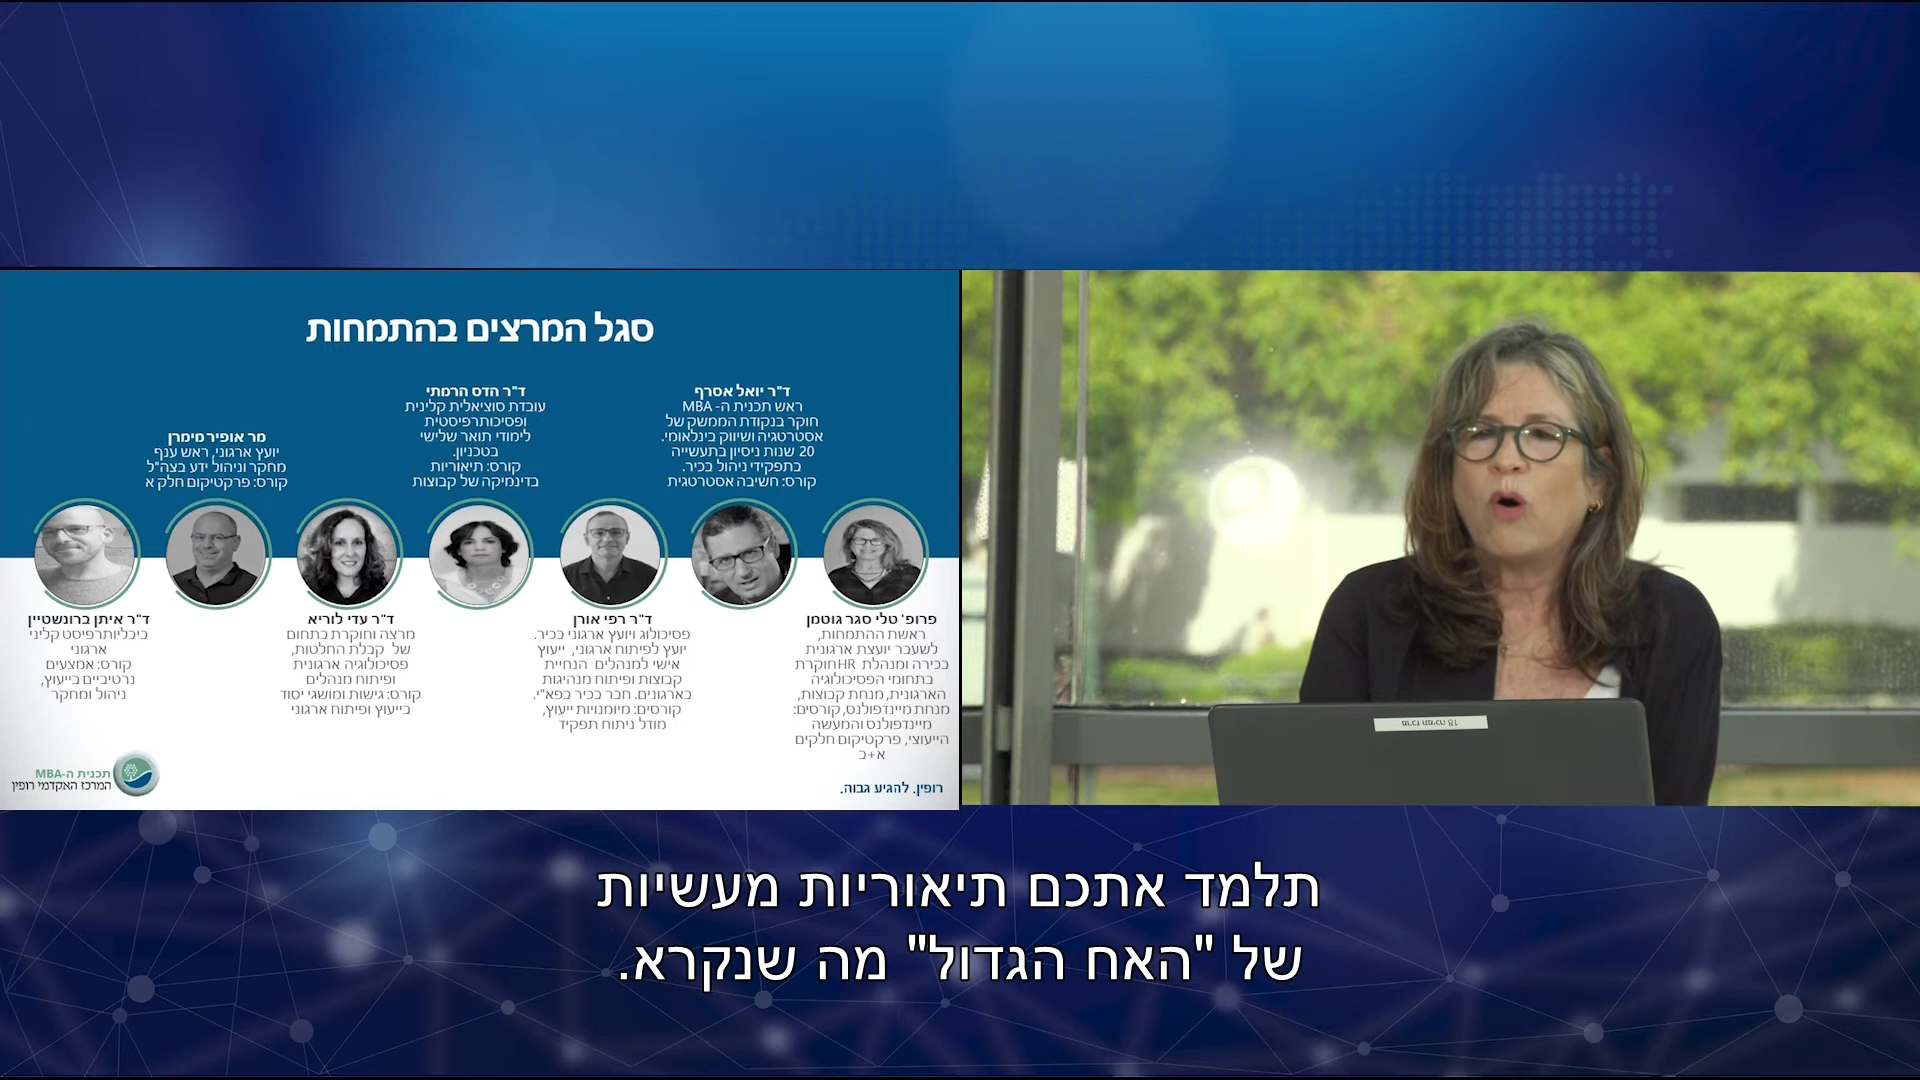 סגל המרצים בהתמחות
ד"ר יואל אסרף
ראש תכנית ה- MBA
חוקר בנקודת הממשק של
אסטרטגיה ושיווק בינלאומי.
20 שנות ניסיון בתעשייה
בתפקידי ניהול בכיר.
קורס: חשיבה אסטרטגית
ד"ר הדס הרמתי
עובדת סוציאלית קלינית
ופסיכותרפיסטית
לימודי תואר שלישי
בטכניון.
קורס: תיאוריות
בדינמיקה של קבוצות
מר אופיר מימרן
יועץ ארגוני, ראש ענף
מחקר וניהול ידע בצה"ל
קורס: פרקטיקום חלק א
פרופ' טלי סגר גוטמן
ראשת ההתמחות,
לשעבר יועצת ארגונית
בכירה ומנהלת HRחוקרת
בתחומי הפסיכולוגיה
הארגונית, מנחת קבוצות,
מנחת מיינדפולנס, קורסים:
מיינדפולנס והמעשה
הייעוצי, פרקטיקום חלקים
א+ב
ד"ר רפי אורן
פסיכולוג ויועץ ארגוני בכיר.
יועץ לפיתוח ארגוני, ייעוץ
אישי למנהלים הנחיית
קבוצות ופיתוח מנהיגות
בארגונים. חבר בכיר בפא"י.
קורסים: מיומנויות ייעוץ,
מודל ניתוח תפקיד
ד"ר עדי לוריא
מרצה וחוקרת בתחום
של קבלת החלטות,
פסיכולוגיה ארגונית
ופיתוח מנהלים
קורס: גישות ומושגי יסוד
בייעוץ ופיתוח ארגוני
ד"ר איתן ברונשטיין
ביבליותרפיסט קליני
ארגוני
קורס: אמצעים
נרטיביים בייעוץ,
ניהול ומחקר
תכנית ה-MBA
המרכז האקדמי רופין
רופין. להגיע גבוה.
תלמד אתכם תיאוריות מעשיות
של "האח הגדול" מה שנקרא.